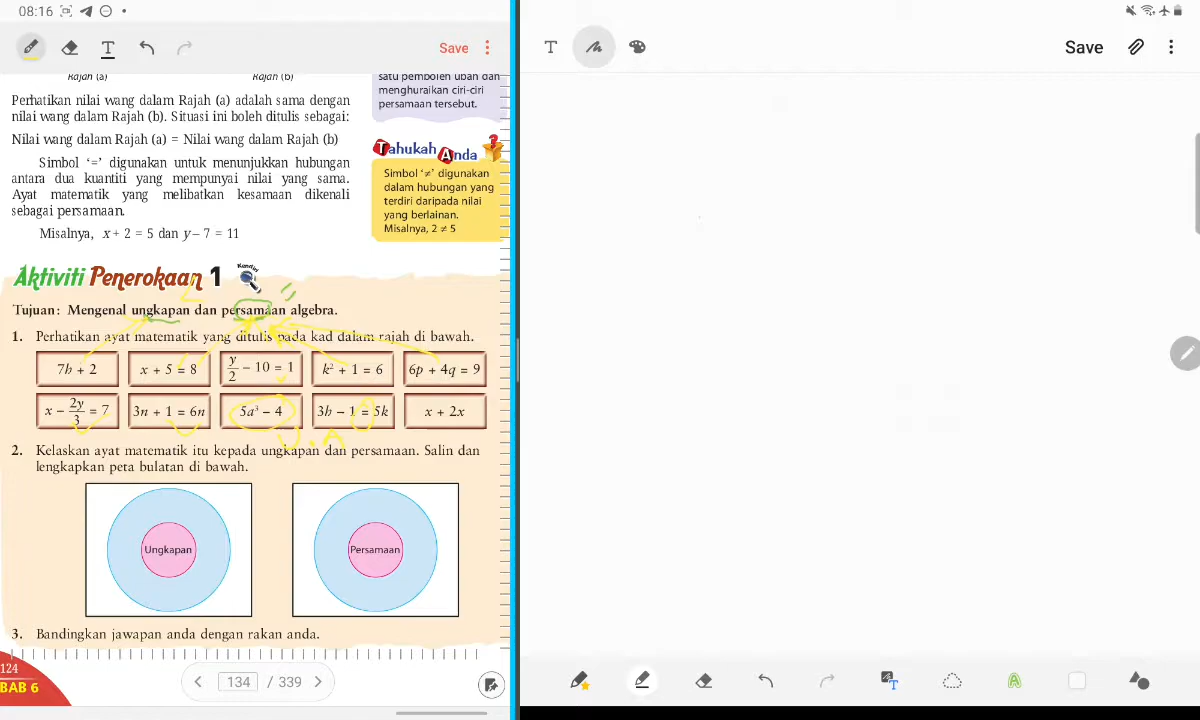 08:16
Save
T
Save
T
Rajah (a) Rajah (b)
Perhatikan nilai wang dalam Rajah (a) adalah sama dengan
nilai wang dalam Rajah (b). Situasi ini boleh ditulis sebagai:
Nilai wang dalam Rajah (a) = Nilai wang dalam Rajah (b)
Simbol ‘=’ digunakan untuk menunjukkan hubungan
antara dua kuantiti yang mempunyai nilai yang sama.
Ayat matematik yang melibatkan kesamaan dikenali
sebagai persamaan.
Misalnya, x + 2 = 5 dan y – 7 = 11
satu pemboleh ubah dan
menghuraikan ciri-ciri
persamaan tersebut.
Tahukah Anda
Simbol ‘≠’ digunakan
dalam hubungan yang
terdiri daripada nilai
yang berlainan.
Misalnya, 2 ≠ 5
Aktiviti Penerokaan 1
Tujuan: Mengenal ungkapan dan persamaan algebra.
1. Perhatikan ayat matematik yang ditulis pada kad dalam rajah di bawah.
7h + 2 x + 5 = 8 y/2 – 10 = 1 k² + 1 = 6 6p + 4q = 9
x – 2y/3 = 7 3n + 1 = 6n 5a³ – 4 3h – 1 = 5k x + 2x
U.A
2. Kelaskan ayat matematik itu kepada ungkapan dan persamaan. Salin dan
lengkapkan peta bulatan di bawah.
Ungkapan Persamaan
3. Bandingkan jawapan anda dengan rakan anda.
124
BAB 6
134 / 339